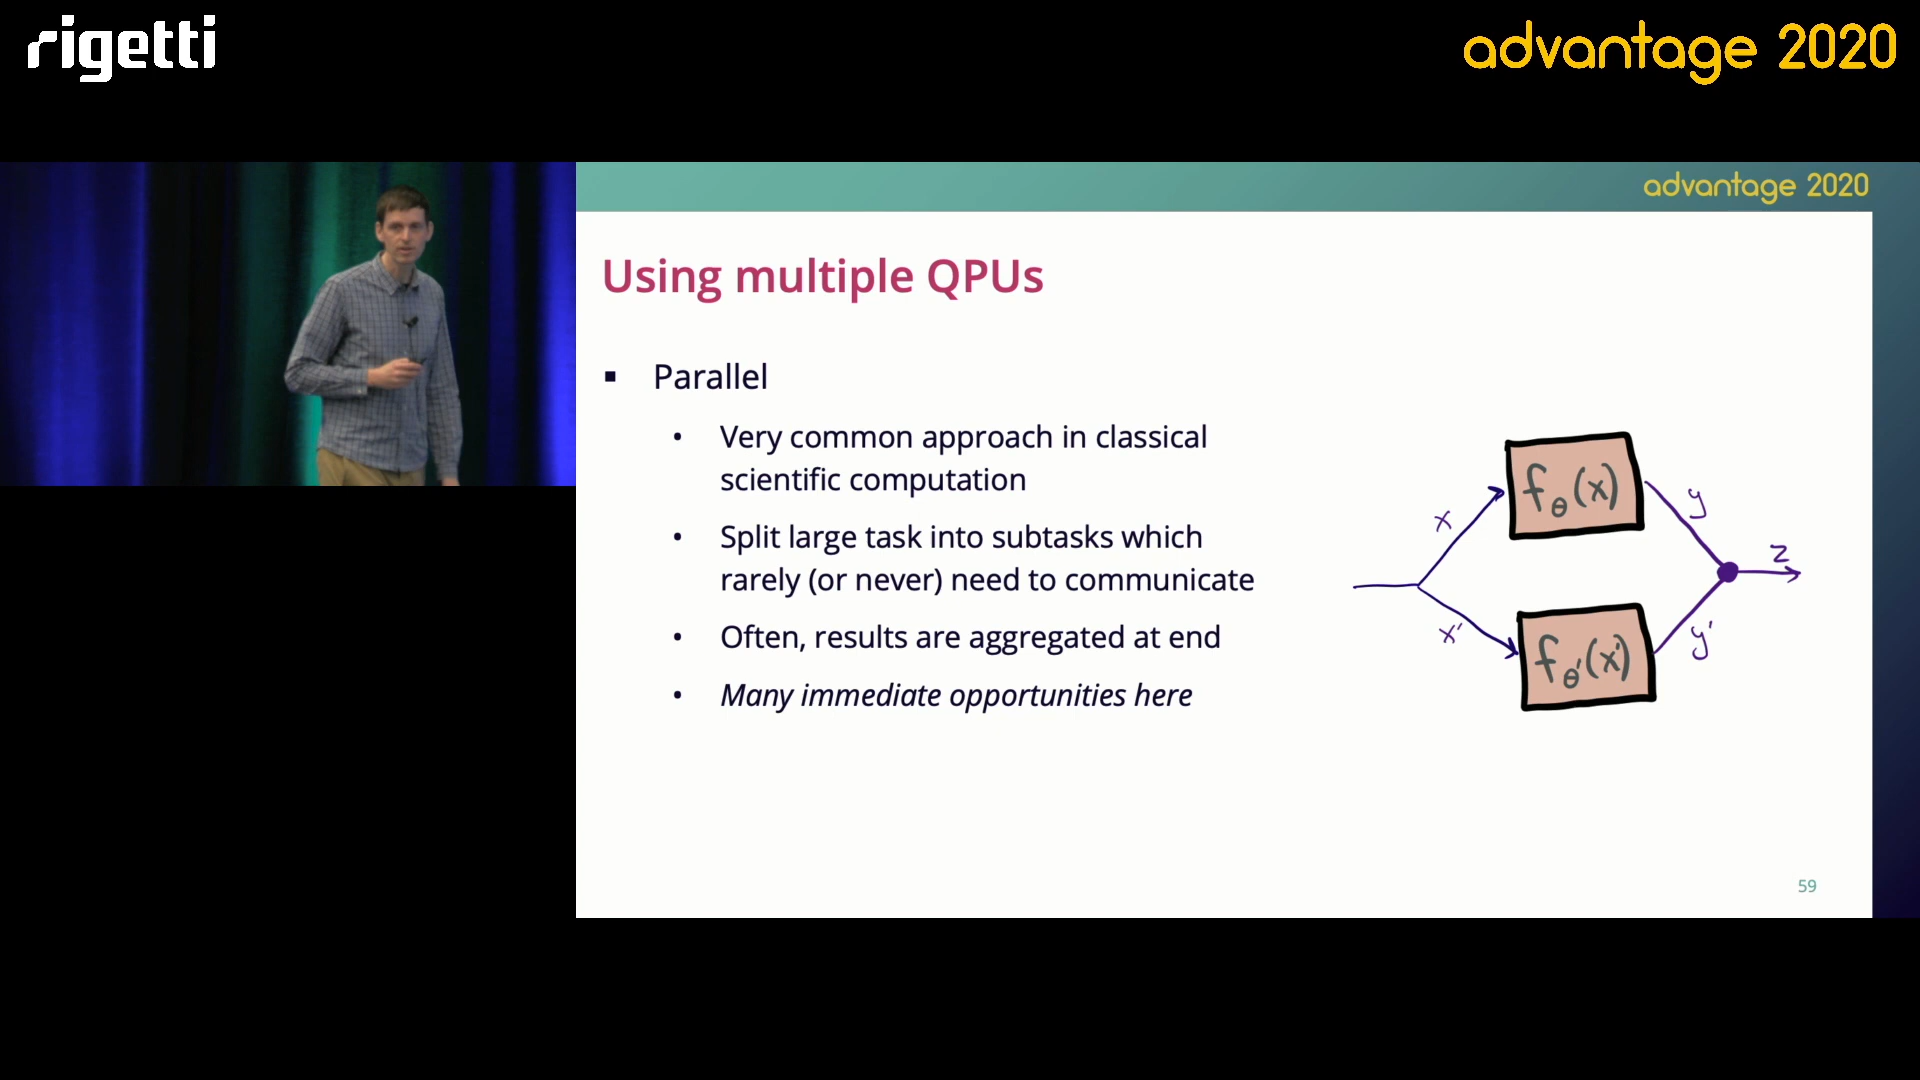 rigetti
advantage 2020
advantage 2020
Using multiple QPUs
▪ Parallel
• Very common approach in classical
scientific computation
• Split large task into subtasks which
rarely (or never) need to communicate
• Often, results are aggregated at end
• Many immediate opportunities here
x
fθ(x)
y
z
x'
fθ'(x')
y'
59